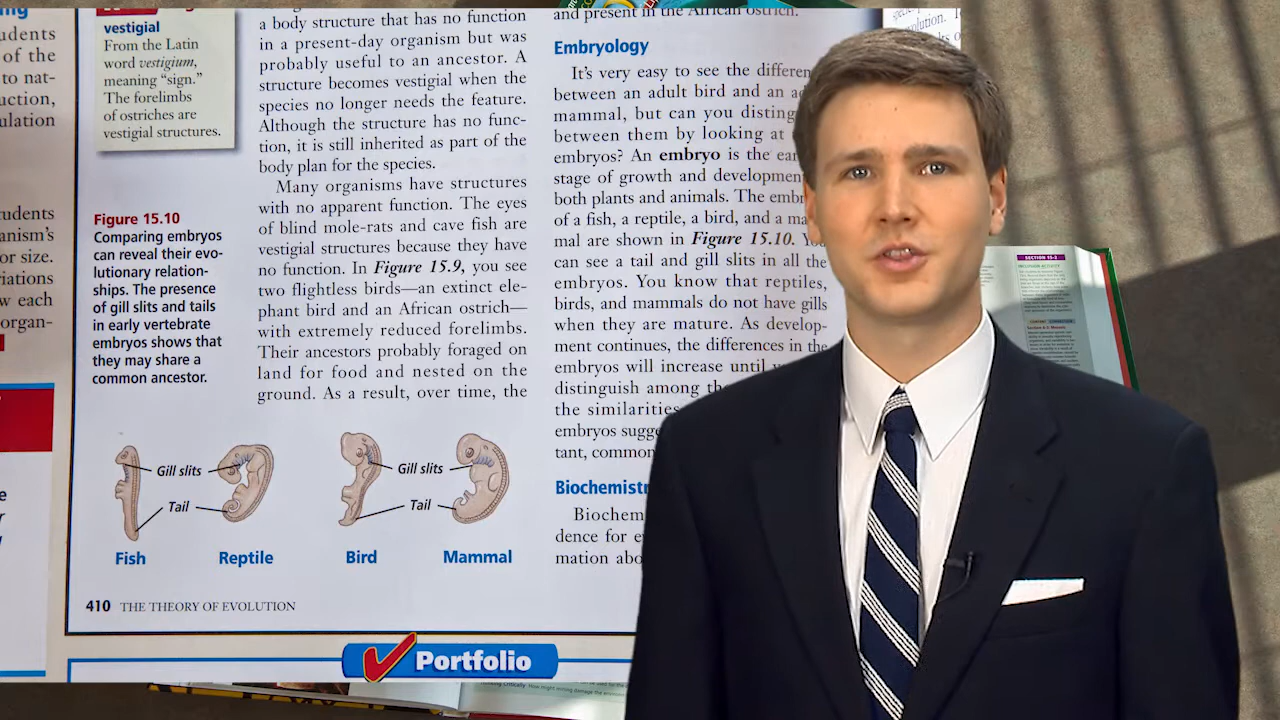 ng
udents
of the
to nat-
uction,
ulation
udents
anism's
or size.
iations
w each
organ-
vestigial
From the Latin
word vestigium,
meaning "sign."
The forelimbs
of ostriches are
vestigial structures.
Figure 15.10
Comparing embryos
can reveal their evo-
lutionary relation-
ships. The presence
of gill slits and tails
in early vertebrate
embryos shows that
they may share a
common ancestor.
a body structure that has no function
in a present-day organism but was
probably useful to an ancestor. A
structure becomes vestigial when the
species no longer needs the feature.
Although the structure has no func-
tion, it is still inherited as part of the
body plan for the species.
Many organisms have structures
with no apparent function. The eyes
of blind mole-rats and cave fish are
vestigial structures because they have
no function. In Figure 15.9, you see
two flightless birds—an extinct ele-
phant bird and an African ostrich
with extremely reduced forelimbs.
Their ancestors probably foraged on
land for food and nested on the
ground. As a result, over time, the
and present in the African ostrich.
Embryology
It's very easy to see the differen
between an adult bird and an ad
mammal, but can you disting
between them by looking at
embryos? An embryo is the ear
stage of growth and developmen
both plants and animals. The embr
of a fish, a reptile, a bird, and a ma
mal are shown in Figure 15.10. You
can see a tail and gill slits in all the
embryos. You know that reptiles,
birds, and mammals do not have gills
when they are mature. As develop-
ment continues, the differences in the
embryos will increase until y
distinguish among the
the similarities
embryos sugge
tant, common
Biochemistr
Biochem
dence for e
mation abo
Gill slits
Tail
Gill slits
Tail
Fish Reptile Bird Mammal
410 THE THEORY OF EVOLUTION
Portfolio
SECTION 15-2